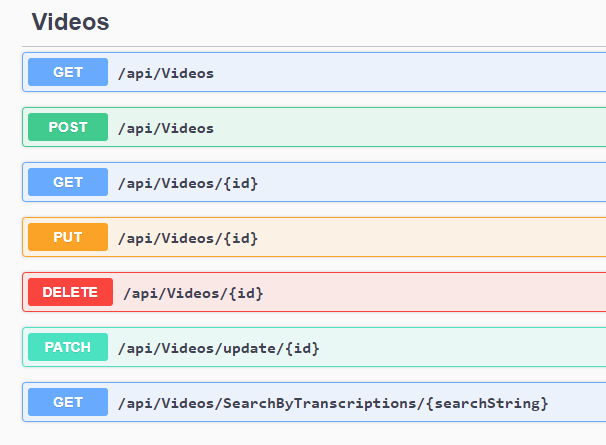 Videos
GET /api/Videos
POST /api/Videos
GET /api/Videos/{id}
PUT /api/Videos/{id}
DELETE /api/Videos/{id}
PATCH /api/Videos/update/{id}
GET /api/Videos/SearchByTranscriptions/{searchString}